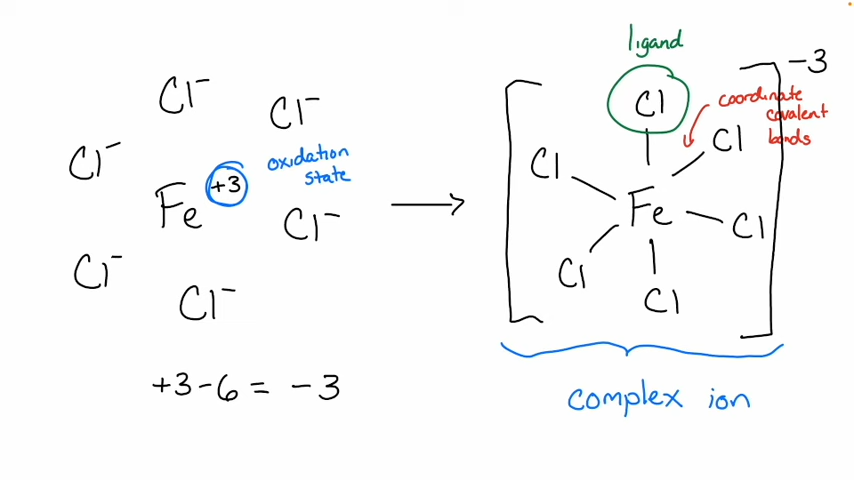 Cl⁻
Cl⁻
Cl⁻
oxidation
state
Fe +3
Cl⁻
Cl⁻
Cl⁻
+3 - 6 = -3
ligand
-3
Cl
coordinate
covalent
bonds
Cl
Cl
Fe
Cl
Cl
Cl
complex ion